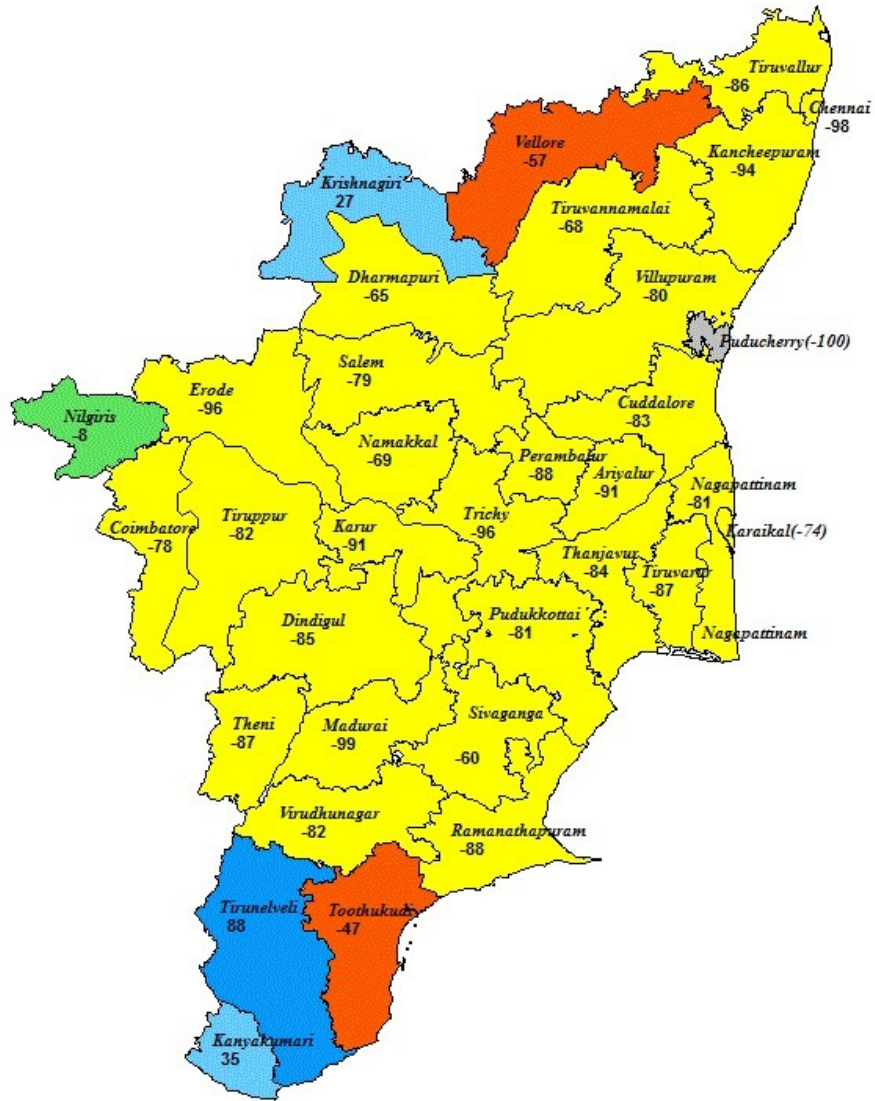 Tiruvallur
-86
Chennai
-98
Vellore
-57
Kancheepuram
-94
Krishnagiri
27
Tiruvannamalai
-68
Dharmapuri
-65
Villupuram
-80
Puducherry(-100)
Salem
-79
Erode
-96
Cuddalore
-83
Nilgiris
-8
Namakkal
-69
Perambalur
-88
Ariyalur
-91
Nagapattinam
-81
Coimbatore
-78
Tiruppur
-82
Karur
-91
Trichy
-96
Karaikal(-74)
Thanjavur
-84
Tiruvarur
-87
Dindigul
-85
Pudukkottai
-81
Nagapattinam
Theni
-87
Madurai
-99
Sivaganga
-60
Virudhunagar
-82
Ramanathapuram
-88
Tirunelveli
88
Toothukudi
-47
Kanyakumari
35